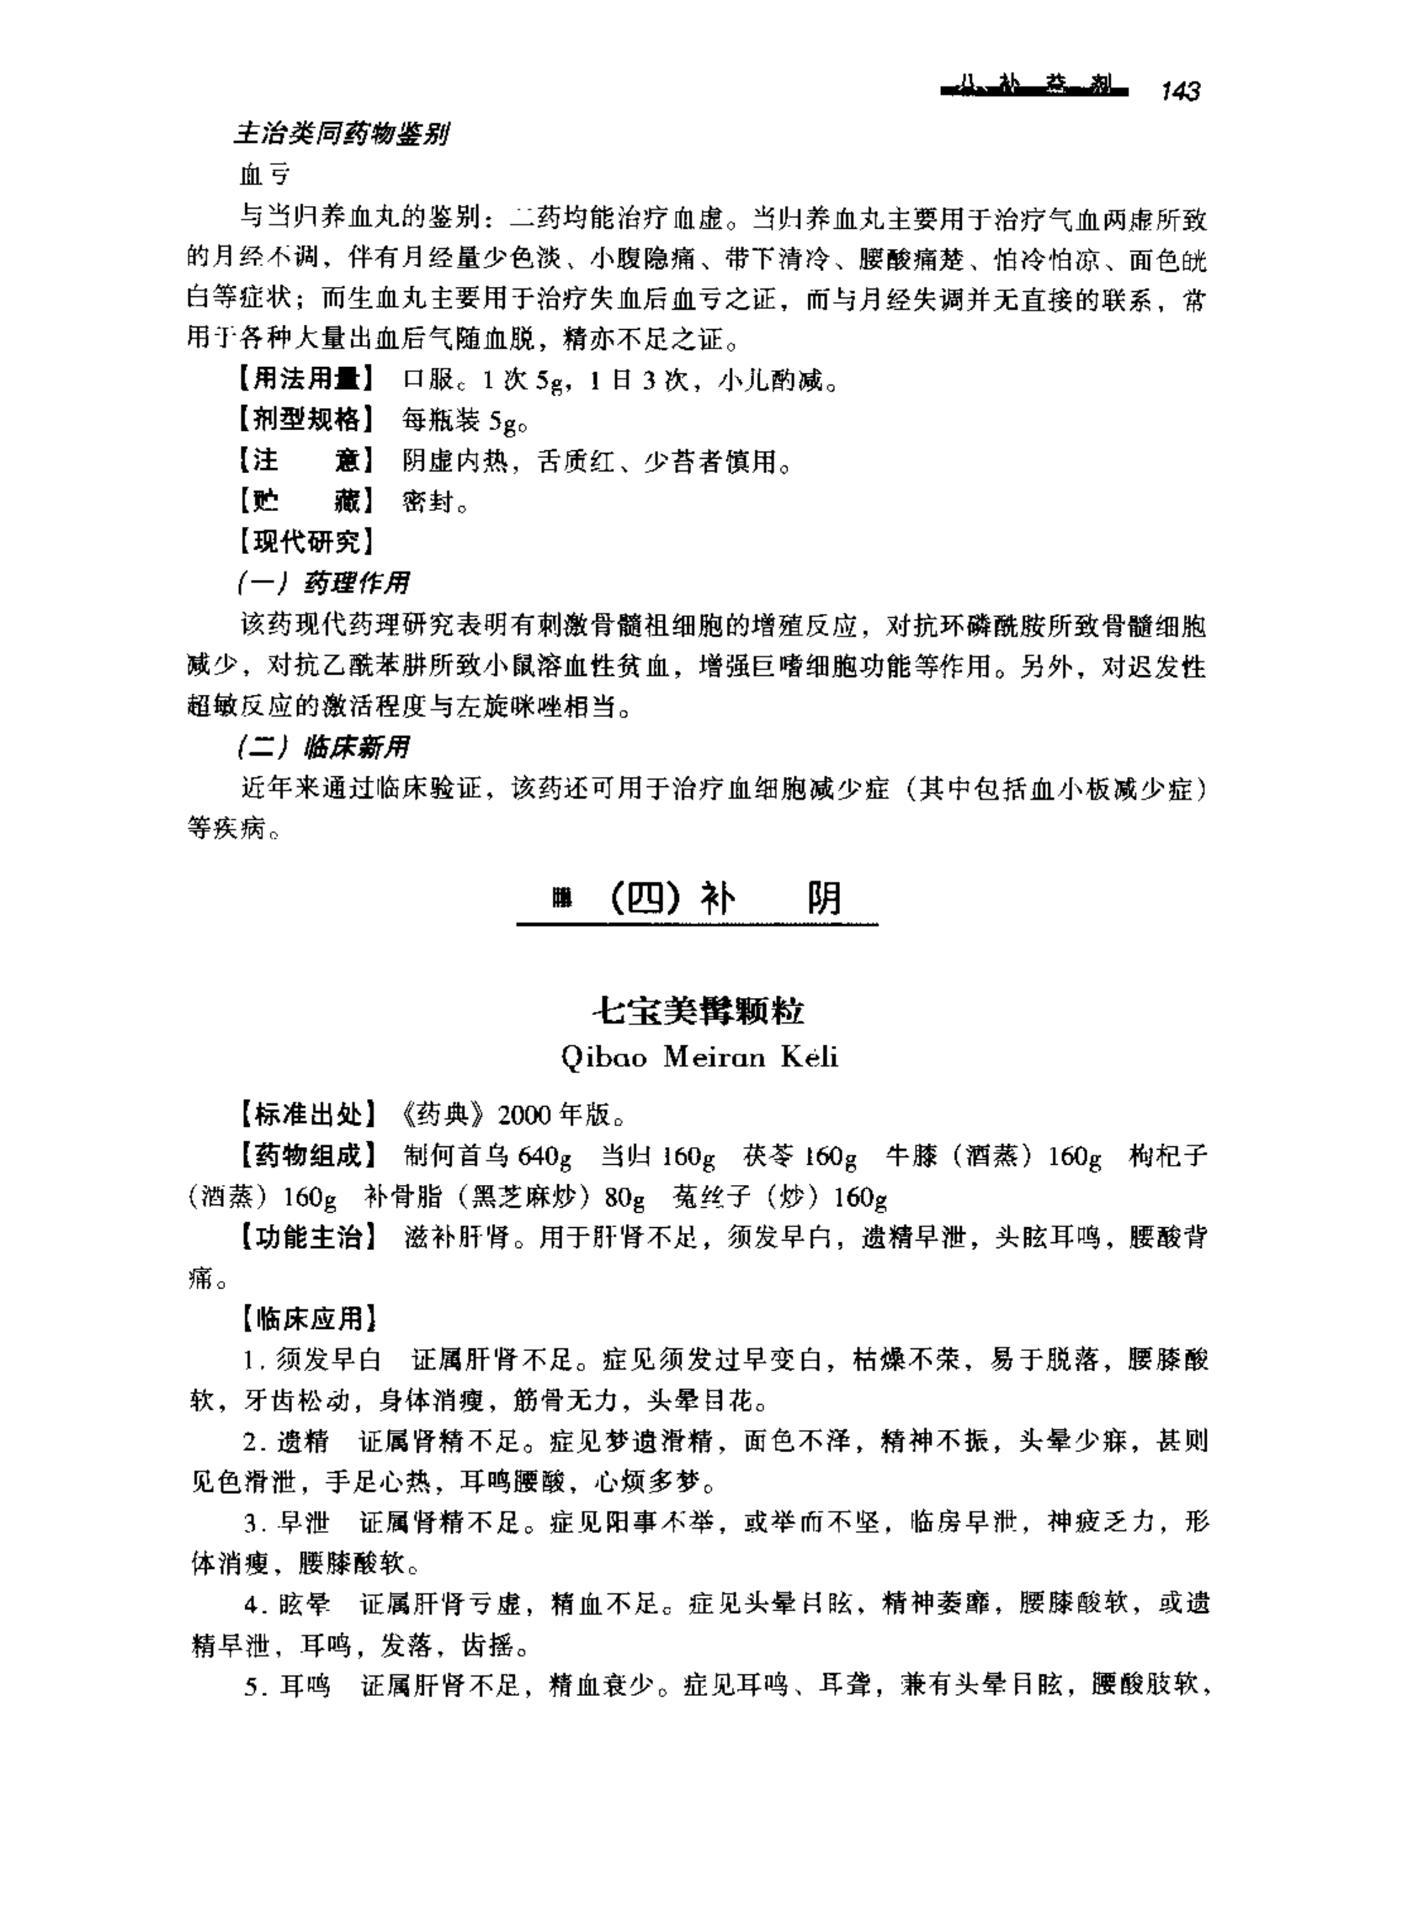 八、补 益 剂 143
主治类同药物鉴别
血亏
与当归养血丸的鉴别：二药均能治疗血虚。当归养血丸主要用于治疗气血两虚所致
的月经不调，伴有月经量少色淡、小腹隐痛、带下清冷、腰酸痛楚、怕冷怕凉、面色㿠
白等症状；而生血丸主要用于治疗失血后血亏之证，而与月经失调并无直接的联系，常
用于各种大量出血后气随血脱，精亦不足之证。
【用法用量】 口服。1 次 5g，1 日 3 次，小儿酌减。
【剂型规格】 每瓶装 5g。
【注　　意】 阴虚内热，舌质红、少苔者慎用。
【贮　　藏】 密封。
【现代研究】
（一）药理作用
该药现代药理研究表明有刺激骨髓祖细胞的增殖反应，对抗环磷酰胺所致骨髓细胞
减少，对抗乙酰苯肼所致小鼠溶血性贫血，增强巨嗜细胞功能等作用。另外，对迟发性
超敏反应的激活程度与左旋咪唑相当。
（二）临床新用
近年来通过临床验证，该药还可用于治疗血细胞减少症（其中包括血小板减少症）
等疾病。
（四）补　　阴
七宝美髯颗粒
Qibao Meiran Keli
【标准出处】《药典》2000 年版。
【药物组成】 制何首乌 640g　当归 160g　茯苓 160g　牛膝（酒蒸）160g　枸杞子
（酒蒸）160g　补骨脂（黑芝麻炒）80g　菟丝子（炒）160g
【功能主治】 滋补肝肾。用于肝肾不足，须发早白，遗精早泄，头眩耳鸣，腰酸背
痛。
【临床应用】
1. 须发早白　证属肝肾不足。症见须发过早变白，枯燥不荣，易于脱落，腰膝酸
软，牙齿松动，身体消瘦，筋骨无力，头晕目花。
2. 遗精　证属肾精不足。症见梦遗滑精，面色不泽，精神不振，头晕少寐，甚则
见色滑泄，手足心热，耳鸣腰酸，心烦多梦。
3. 早泄　证属肾精不足。症见阳事不举，或举而不坚，临房早泄，神疲乏力，形
体消瘦，腰膝酸软。
4. 眩晕　证属肝肾亏虚，精血不足。症见头晕目眩，精神萎靡，腰膝酸软，或遗
精早泄，耳鸣，发落，齿摇。
5. 耳鸣　证属肝肾不足，精血衰少。症见耳鸣、耳聋，兼有头晕目眩，腰酸肢软，